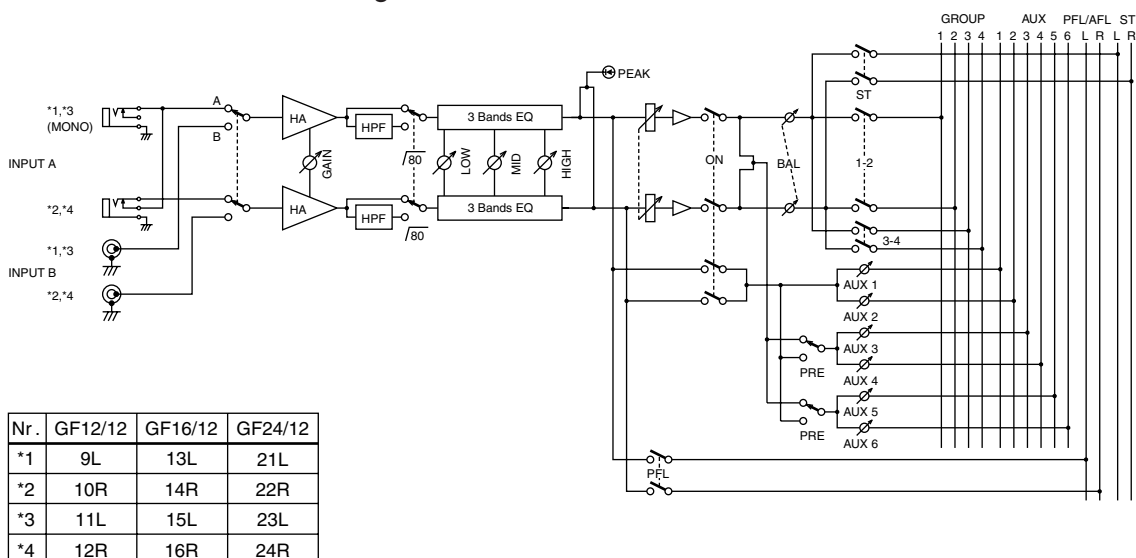 GROUP AUX PFL/AFL ST
1 2 3 4 1 2 3 4 5 6 L R L R
PEAK
*1,*3
(MONO)
A
B
HA
HPF
80
3 Bands EQ
ST
INPUT A
GAIN
LOW
MID
HIGH
ON
BAL
1-2
*2,*4
HA
HPF
80
3 Bands EQ
3-4
*1,*3
INPUT B
*2,*4
AUX 1
AUX 2
AUX 3
PRE
AUX 4
AUX 5
PRE
AUX 6
PFL
Nr. GF12/12 GF16/12 GF24/12
*1 9L 13L 21L
*2 10R 14R 22R
*3 11L 15L 23L
*4 12R 16R 24R